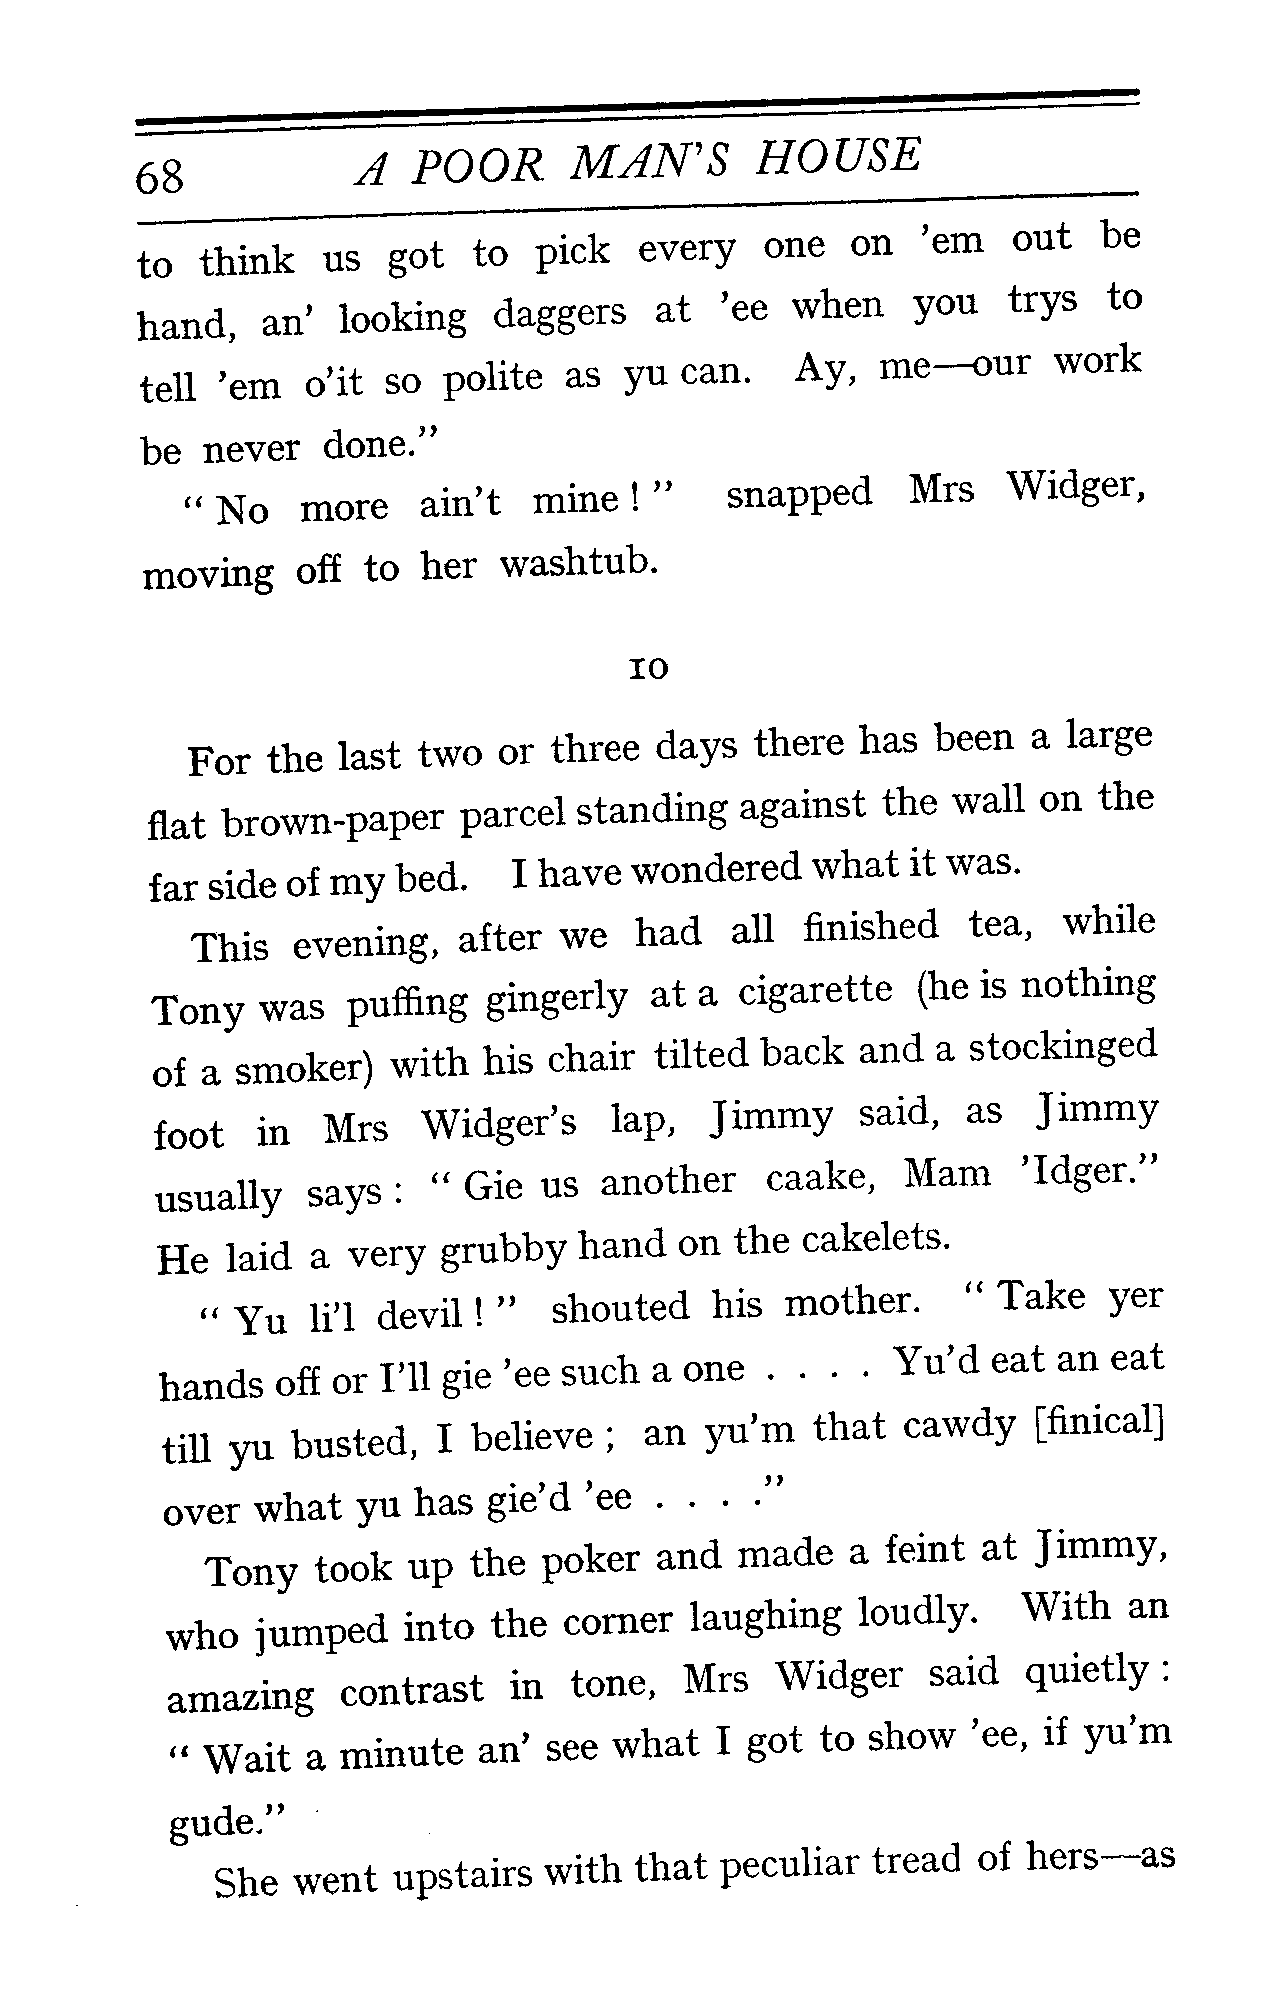 68 A POOR MAN'S HOUSE
to think us got to pick every one on 'em out be
hand, an' looking daggers at 'ee when you trys to
tell 'em o'it so polite as yu can. Ay, me—our work
be never done."
"No more ain't mine!" snapped Mrs Widger,
moving off to her washtub.
10
For the last two or three days there has been a large
flat brown-paper parcel standing against the wall on the
far side of my bed. I have wondered what it was.
This evening, after we had all finished tea, while
Tony was puffing gingerly at a cigarette (he is nothing
of a smoker) with his chair tilted back and a stockinged
foot in Mrs Widger's lap, Jimmy said, as Jimmy
usually says: "Gie us another caake, Mam 'Idger."
He laid a very grubby hand on the cakelets.
"Yu li'l devil!" shouted his mother. "Take yer
hands off or I'll gie 'ee such a one . . . . Yu'd eat an eat
till yu busted, I believe; an yu'm that cawdy [finical]
over what yu has gie'd 'ee . . . ."
Tony took up the poker and made a feint at Jimmy,
who jumped into the corner laughing loudly. With an
amazing contrast in tone, Mrs Widger said quietly:
"Wait a minute an' see what I got to show 'ee, if yu'm
gude."
She went upstairs with that peculiar tread of hers—as